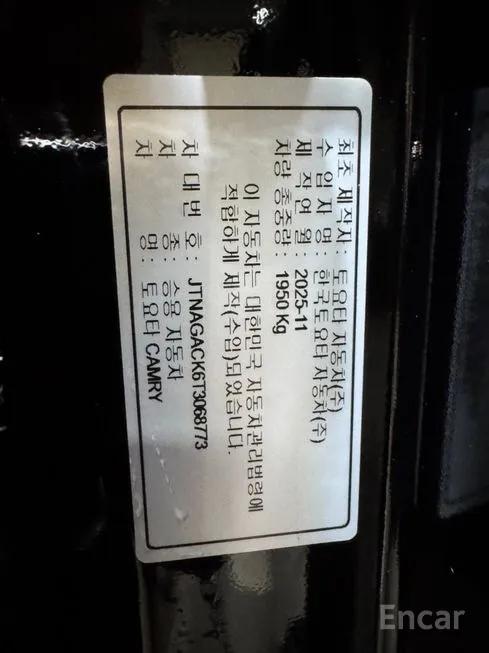 최초 제작자 : 토요타 자동차(주)
수 입 자 명 : 한국토요타 자동차(주)
제 작 연 월 : 2025-11
차량 총중량 : 1950 Kg
이 자동차는 대한민국 자동차관리법령에
적합하게 제작(수입)되었습니다.
차 대 번 호 : JTNAGACK6T3068773
차 종 : 승용 자동차
차 명 : 토요타 CAMRY
Encar